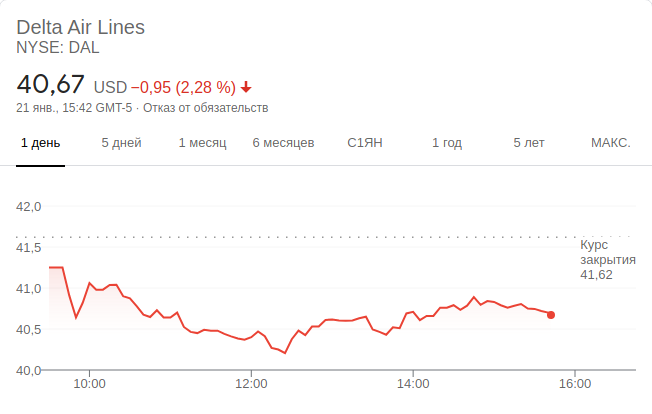 Delta Air Lines
NYSE: DAL
40,67 USD −0,95 (2,28 %)
21 янв., 15:42 GMT-5 · Отказ от обязательств
1 день 5 дней 1 месяц 6 месяцев С1ЯН 1 год 5 лет МАКС.
42,0
41,5
41,0
40,5
40,0
Курс
закрытия
41,62
10:00 12:00 14:00 16:00